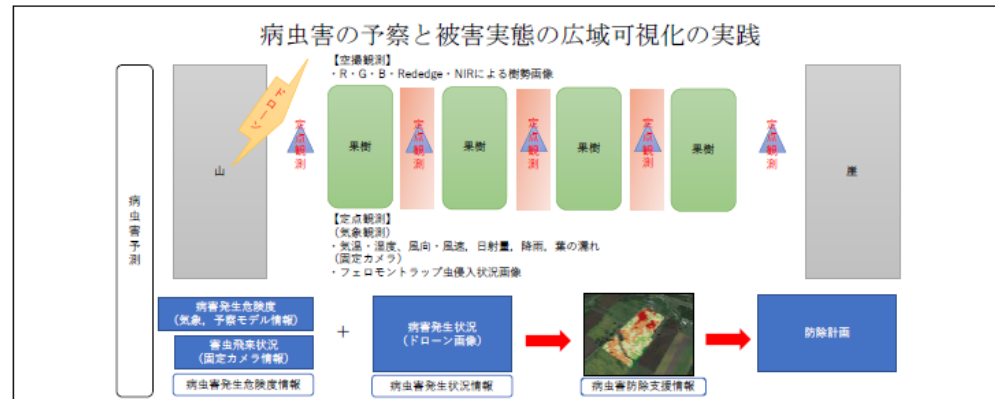 病虫害の予察と被害実態の広域可視化の実践
病虫害予測
山
ドローン
【空撮観測】
・R・G・B・Rededge・NIRによる樹勢画像
定点観測
果樹
定点観測
果樹
定点観測
果樹
定点観測
果樹
定点観測
崖
【定点観測】
(気象観測)
・気温・湿度、風向・風速, 日射量, 降雨, 葉の濡れ
(固定カメラ)
・フェロモントラップ虫侵入状況画像
病害発生危険度
(気象, 予察モデル情報)
害虫飛来状況
(固定カメラ情報)
病虫害発生危険度情報
+
病害発生状況
(ドローン画像)
病虫害発生状況情報
病虫害防除支援情報
防除計画